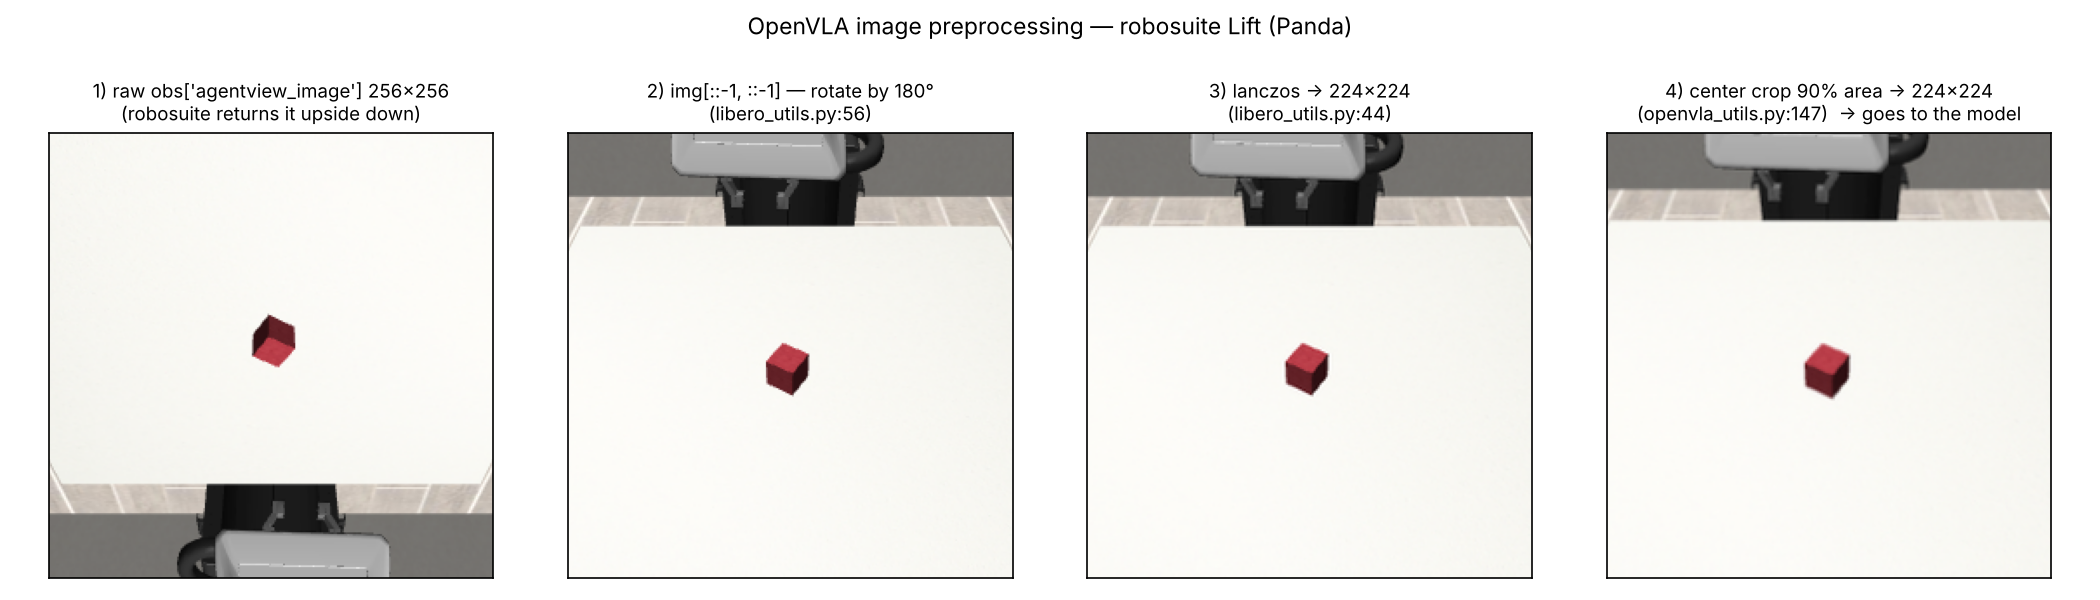 OpenVLA image preprocessing — robosuite Lift (Panda)
1) raw obs['agentview_image'] 256×256
(robosuite returns it upside down)
2) img[::-1, ::-1] — rotate by 180°
(libero_utils.py:56)
3) lanczos → 224×224
(libero_utils.py:44)
4) center crop 90% area → 224×224
(openvla_utils.py:147) → goes to the model